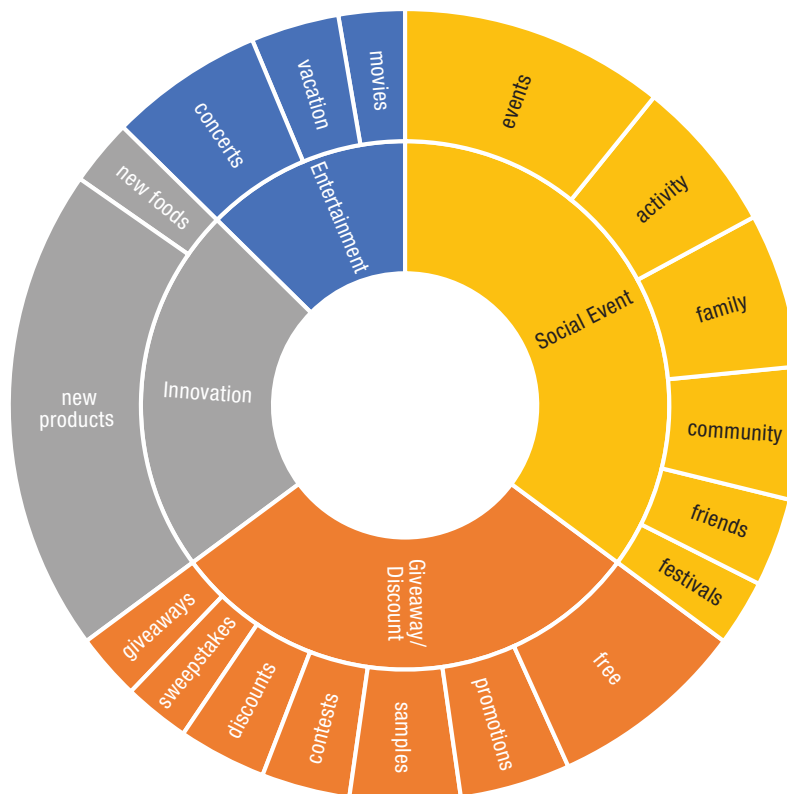 movies
vacation
concerts
Entertainment
new foods
new
products
Innovation
events
activity
family
community
friends
festivals
Social Event
Giveaway/
Discount
free
promotions
samples
contests
discounts
sweepstakes
giveaways